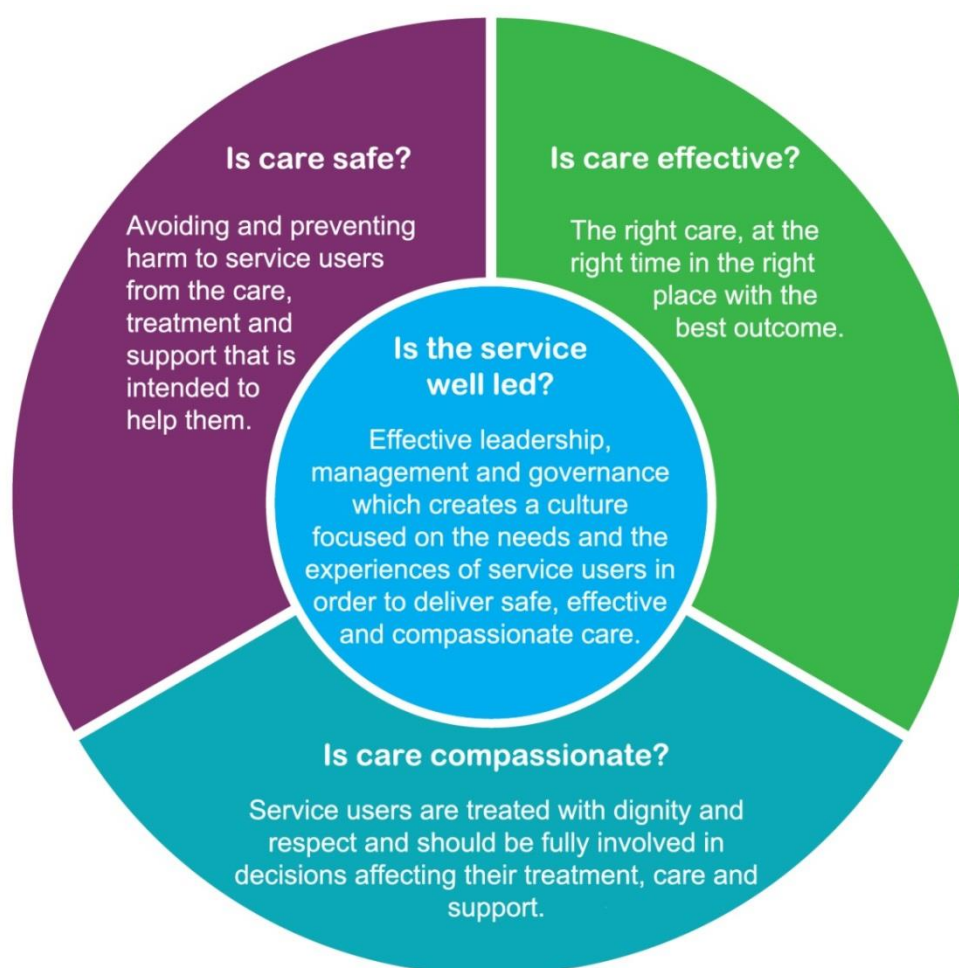 Is care safe?
Avoiding and preventing
harm to service users
from the care,
treatment and
support that is
intended to
help them.
Is care effective?
The right care, at the
right time in the right
place with the
best outcome.
Is the service
well led?
Effective leadership,
management and governance
which creates a culture
focused on the needs and the
experiences of service users in
order to deliver safe, effective
and compassionate care.
Is care compassionate?
Service users are treated with dignity and
respect and should be fully involved in
decisions affecting their treatment, care and
support.